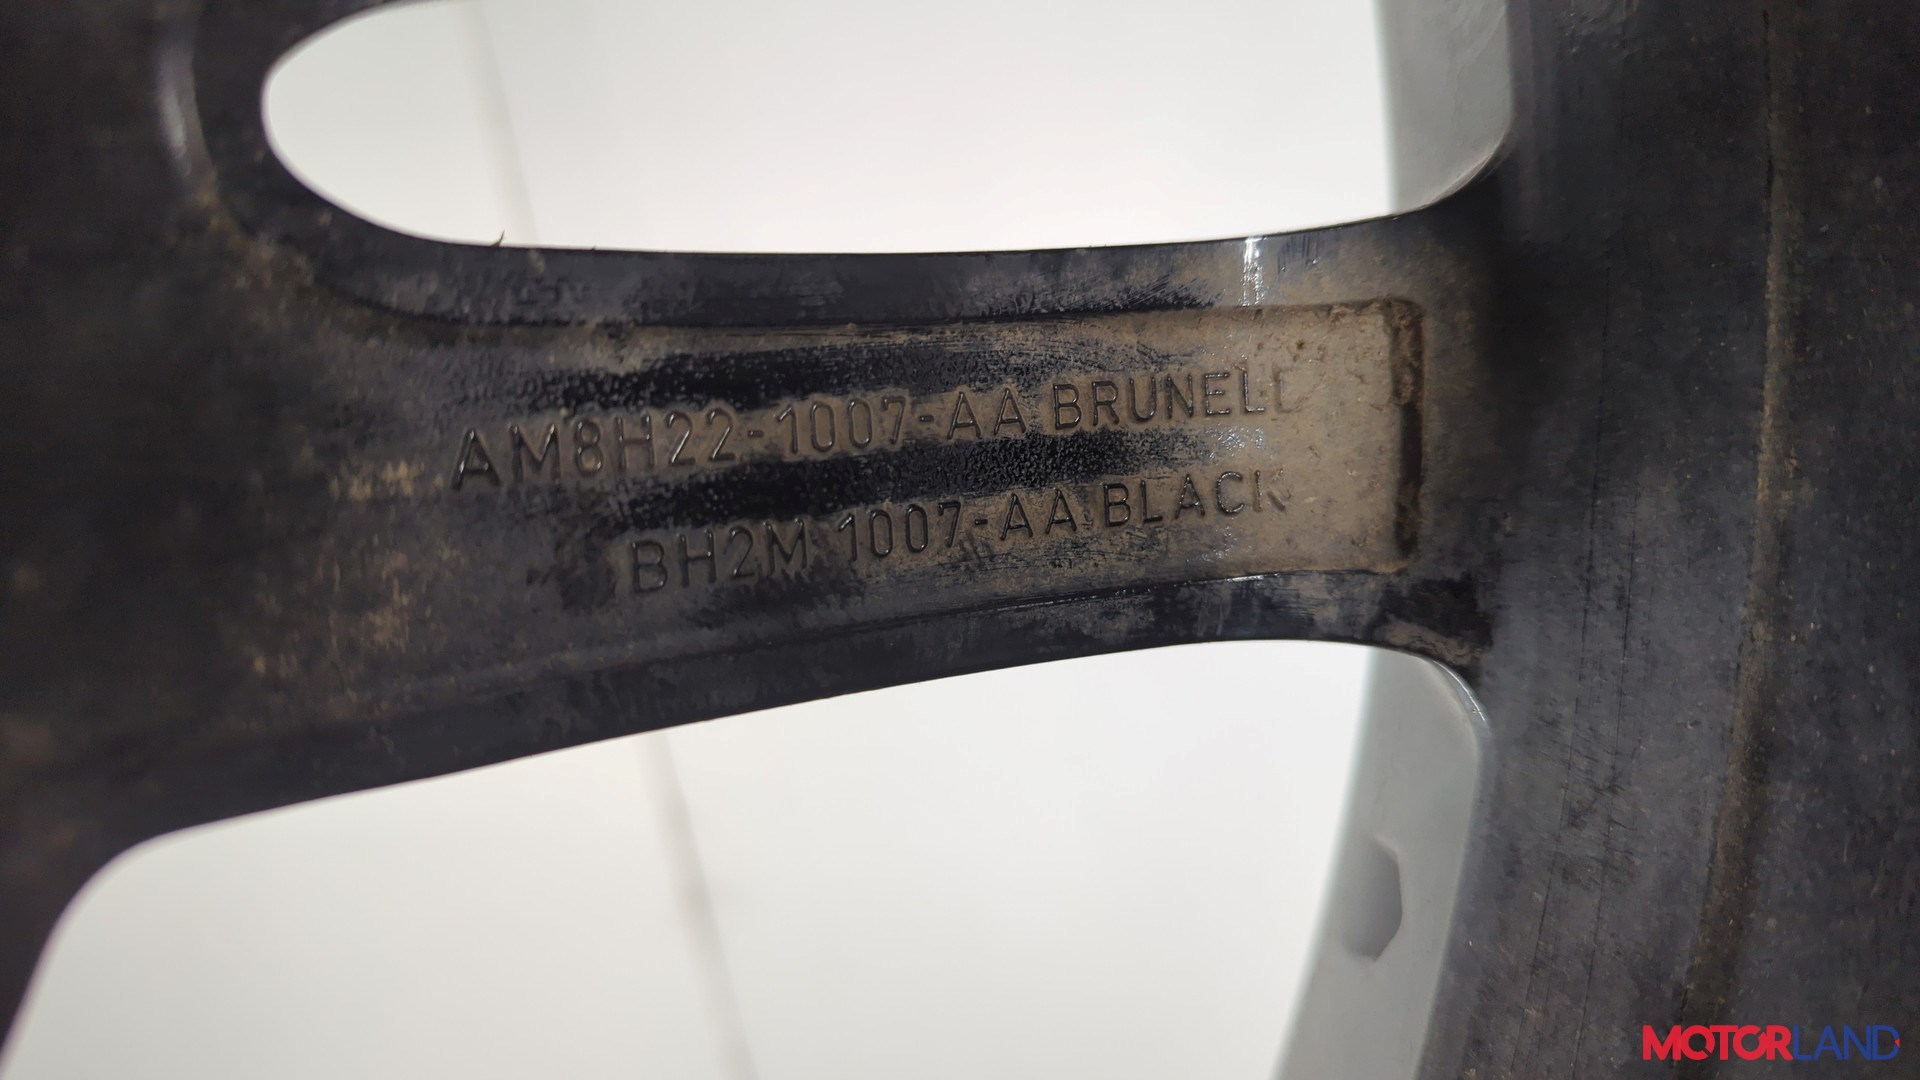 AM8H22-1007-AA BRUNELL
BH2M 1007-AA BLACK
MOTORLAND